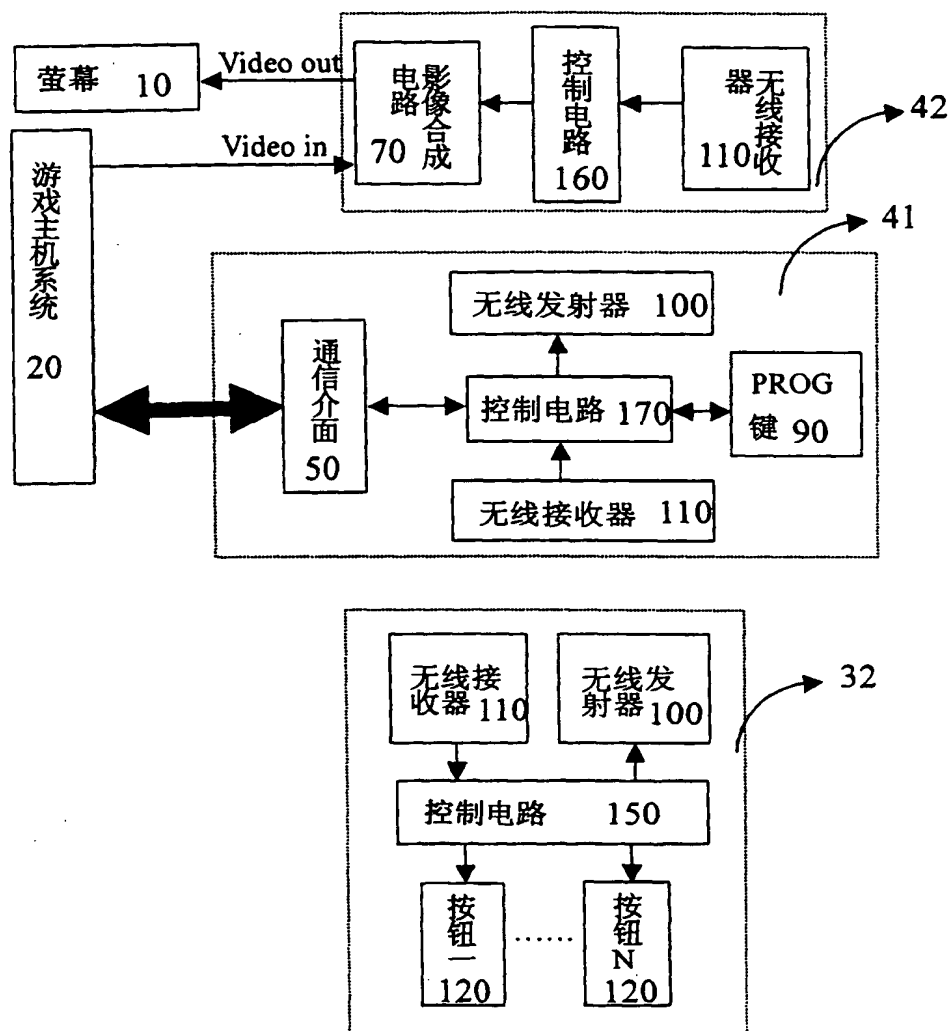 萤幕 10
Video out
影像合成
电路
70
控制电路
160
无线接收
器
110
42
Video in
游戏主机系统
20
41
无线发射器 100
通信介面
50
控制电路 170
PROG
键 90
无线接收器 110
无线接
收器 110
无线发
射器 100
32
控制电路 150
按钮一
120
……
按钮N
120